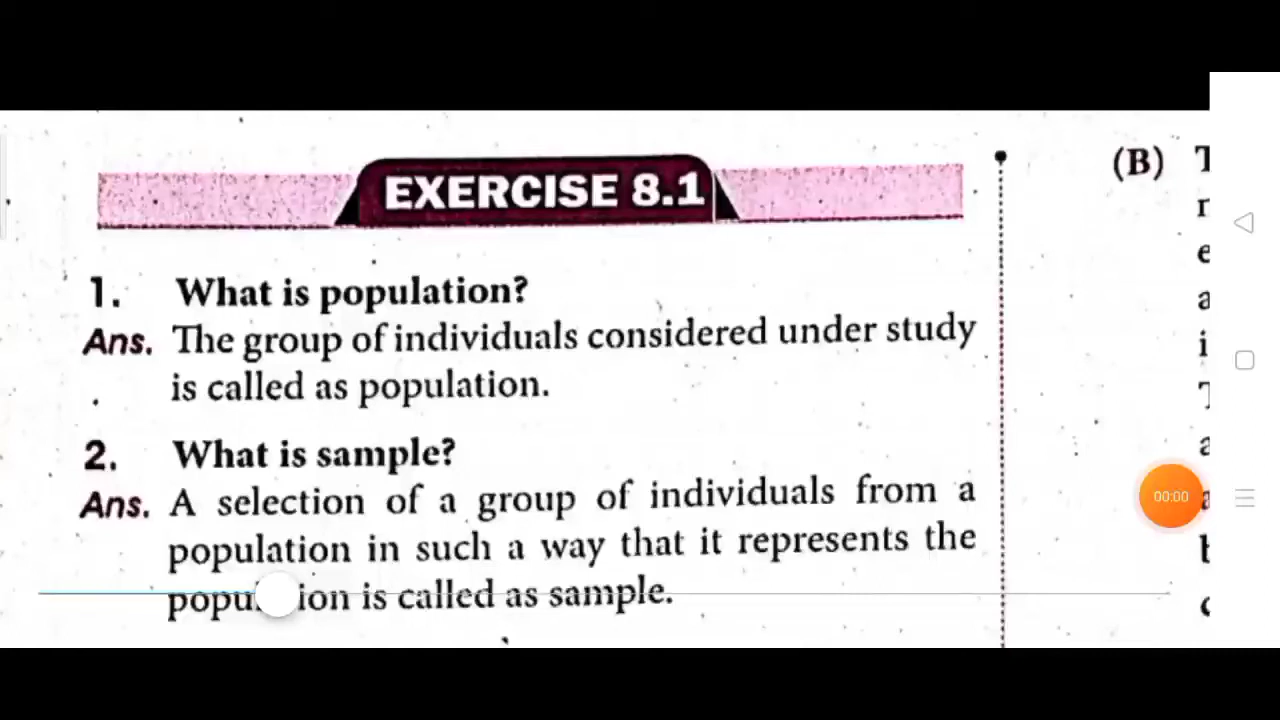 EXERCISE 8.1
1. What is population?
Ans. The group of individuals considered under study
is called as population.
2. What is sample?
Ans. A selection of a group of individuals from a
population in such a way that it represents the
is called as sample.
(B)
00:00